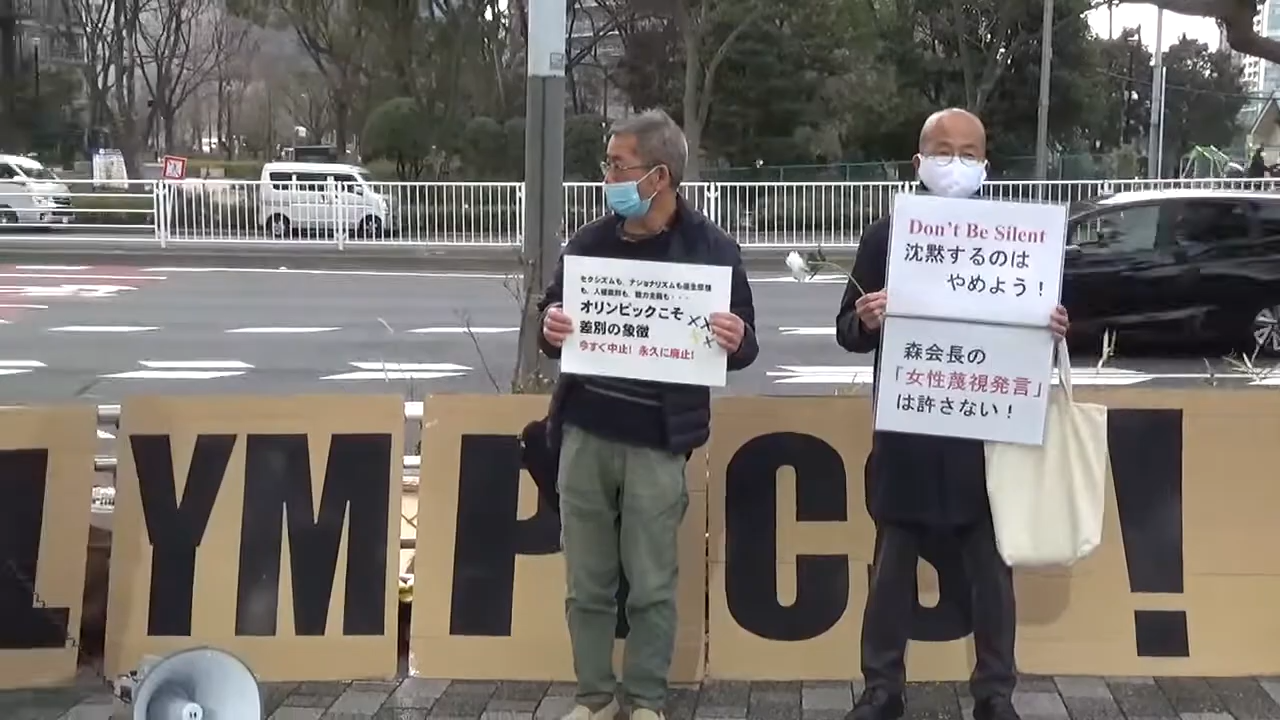 セクシズムも、ナショナリズムも優生思想
も、人種差別も、能力主義も・・・
オリンピックこそ
差別の象徴
今すぐ中止！永久に廃止！
Don't Be Silent
沈黙するのは
やめよう！
森会長の
「女性蔑視発言」
は許さない！
LYMP CS!